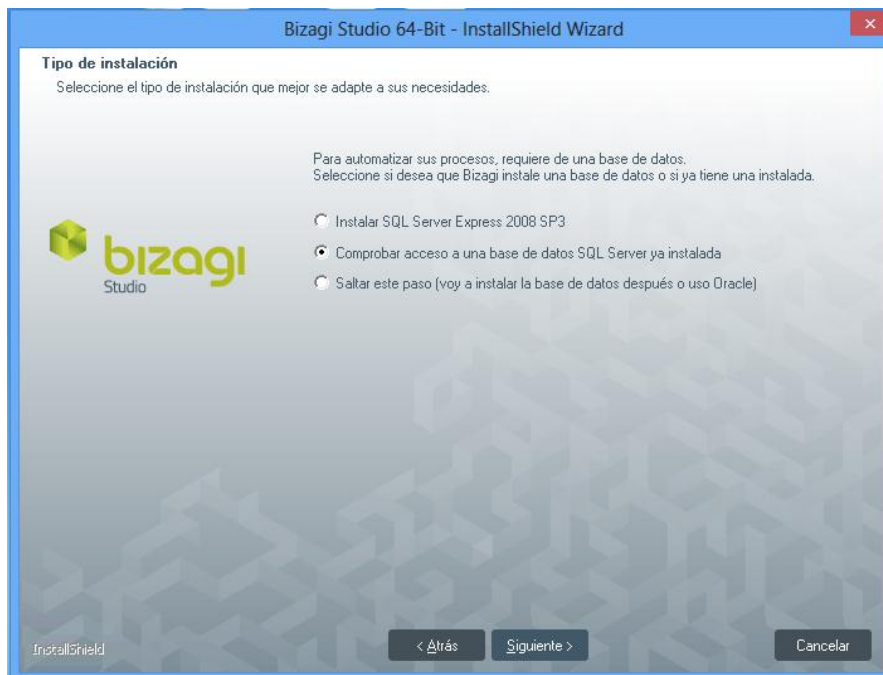 Bizagi Studio 64-Bit - InstallShield Wizard
Tipo de instalación
Seleccione el tipo de instalación que mejor se adapte a sus necesidades.
Para automatizar sus procesos, requiere de una base de datos.
Seleccione si desea que Bizagi instale una base de datos o si ya tiene una instalada.
Instalar SQL Server Express 2008 SP3
Comprobar acceso a una base de datos SQL Server ya instalada
Saltar este paso (voy a instalar la base de datos después o uso Oracle)
bizagi
Studio
InstallShield
< Atrás
Siguiente >
Cancelar